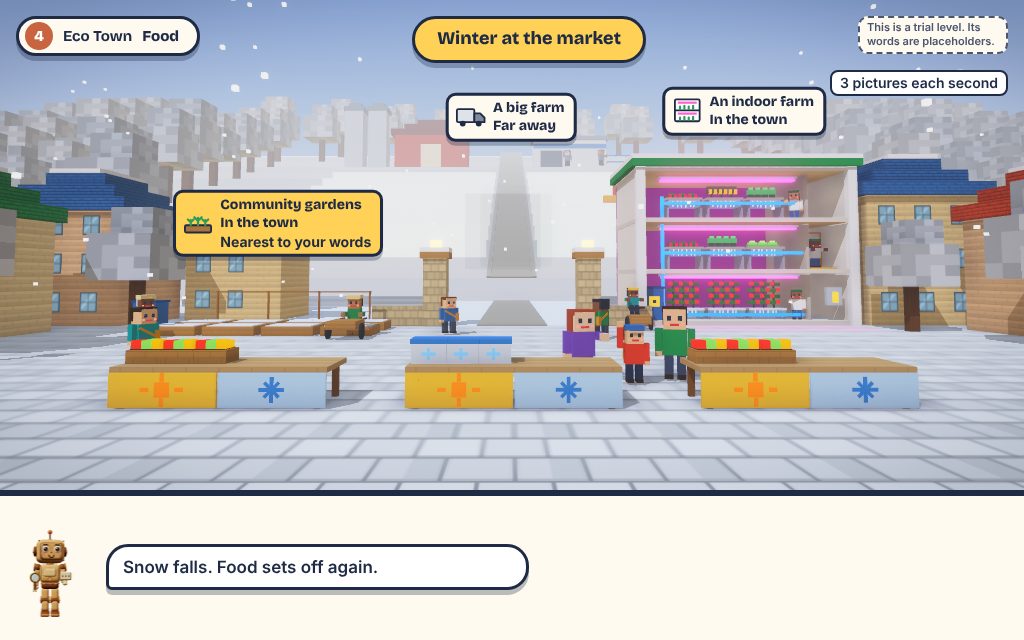 4 Eco Town Food
Winter at the market
This is a trial level. Its
words are placeholders.
3 pictures each second
A big farm
Far away
An indoor farm
In the town
Community gardens
In the town
Nearest to your words
Snow falls. Food sets off again.